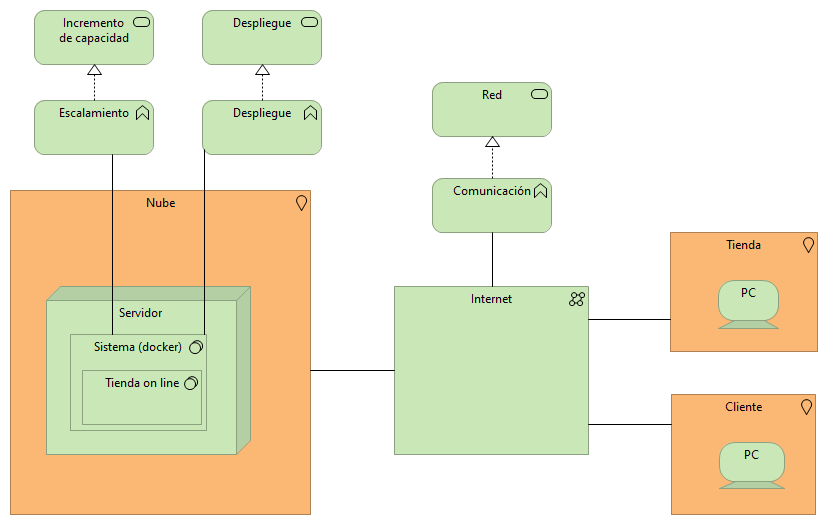 Incremento
de capacidad
Despliegue
Escalamiento
Despliegue
Red
Comunicación
Nube
Servidor
Sistema (docker)
Tienda on line
Internet
Tienda
PC
Cliente
PC